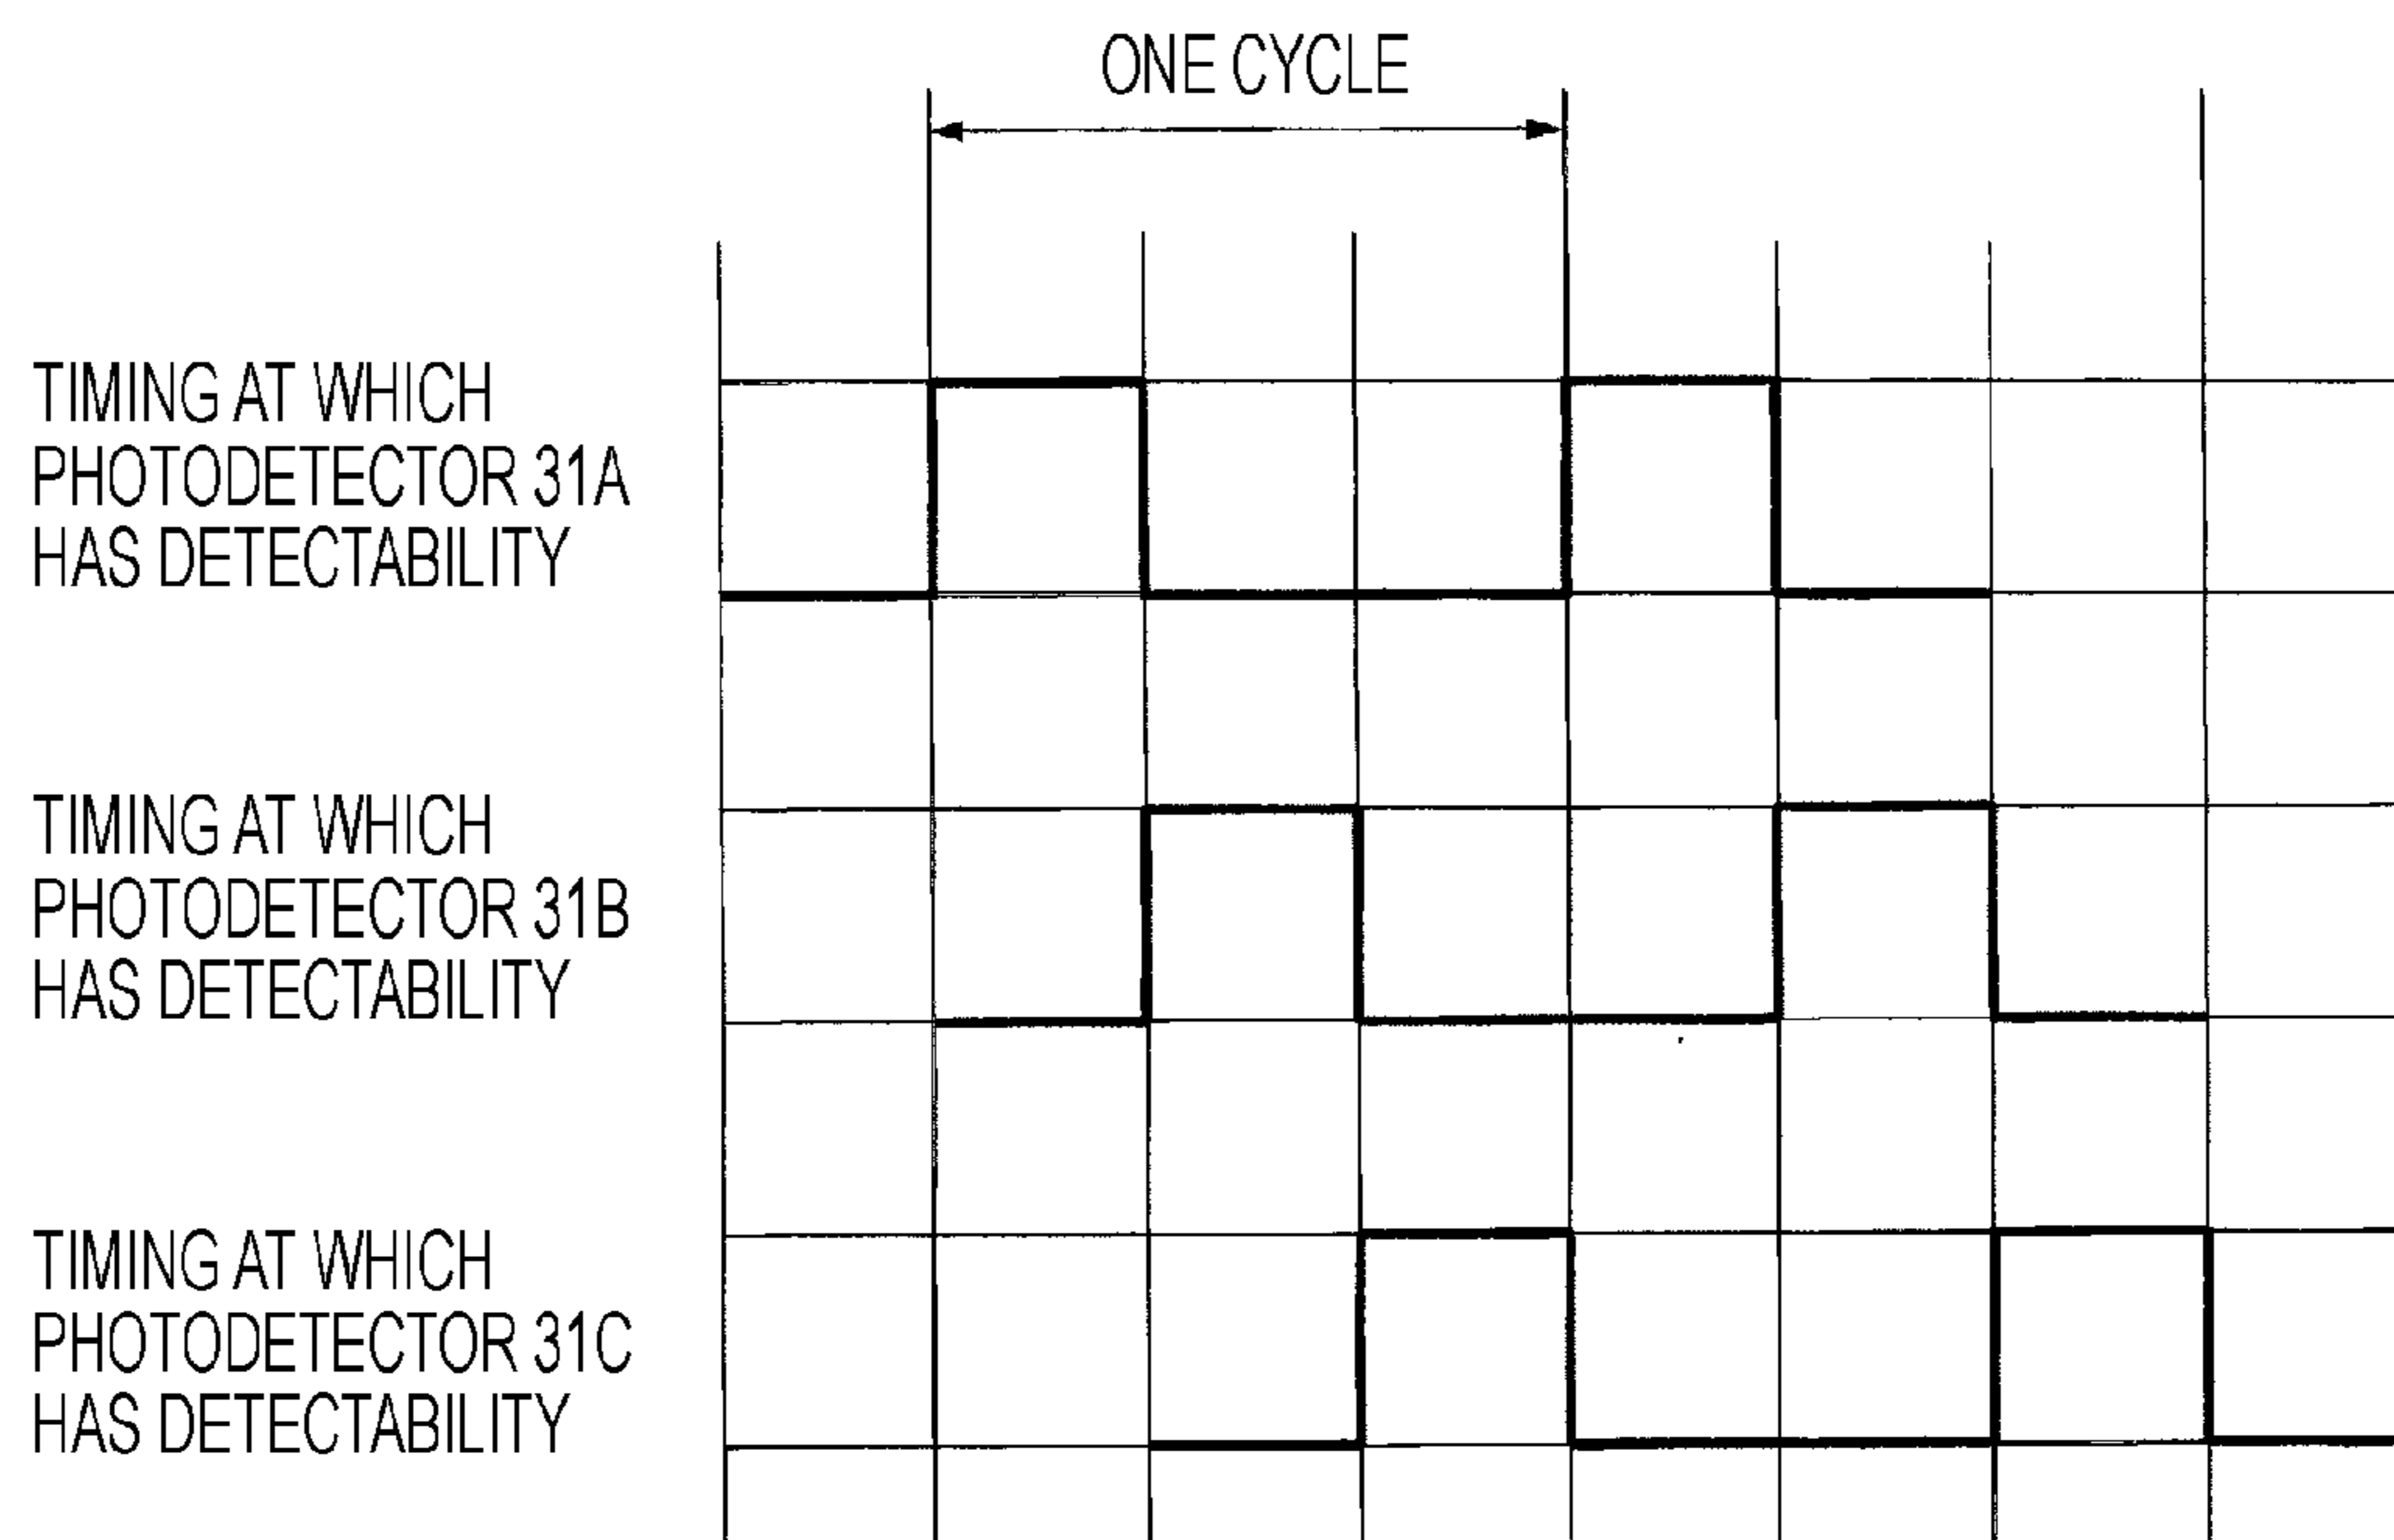 ONE CYCLE
TIMING AT WHICH
PHOTODETECTOR 31A
HAS DETECTABILITY
TIMING AT WHICH
PHOTODETECTOR 31B
HAS DETECTABILITY
TIMING AT WHICH
PHOTODETECTOR 31C
HAS DETECTABILITY